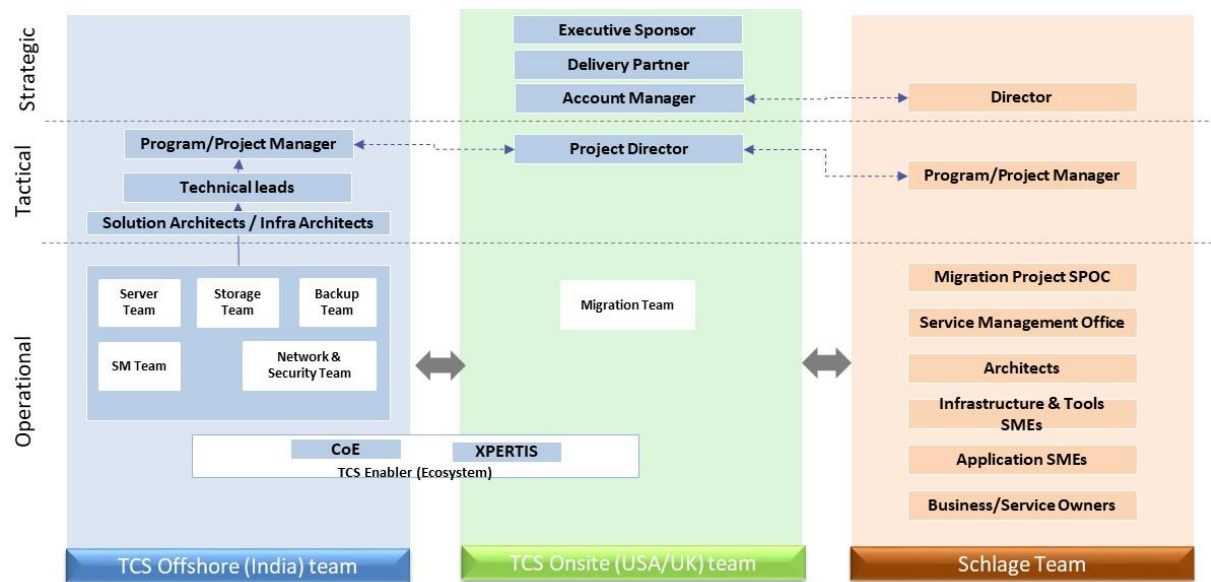 Strategic
Executive Sponsor
Delivery Partner
Account Manager
Director
Tactical
Program/Project Manager
Project Director
Technical leads
Program/Project Manager
Solution Architects / Infra Architects
Operational
Server
Team
Storage
Team
Backup
Team
SM Team
Network &
Security Team
Migration Team
Migration Project SPOC
Service Management Office
Architects
Infrastructure & Tools
SMEs
Application SMEs
Business/Service Owners
CoE
XPERTIS
TCS Enabler (Ecosystem)
TCS Offshore (India) team
TCS Onsite (USA/UK) team
Schlage Team